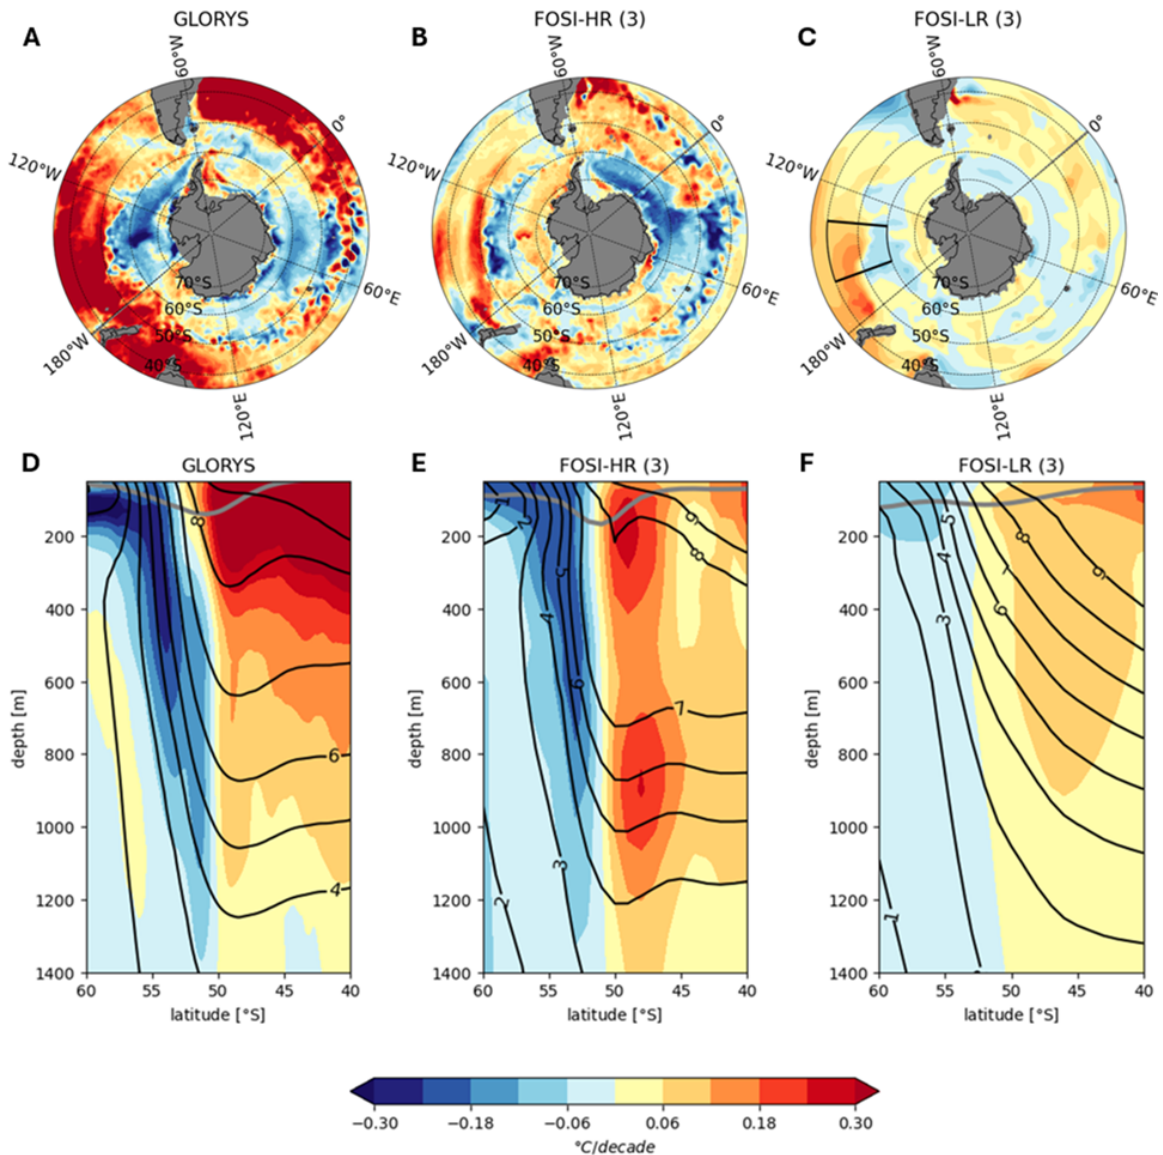 A GLORYS
B FOSI-HR (3)
C FOSI-LR (3)
60°W 0° 60°E 120°E 180°W 120°W
70°S
60°S
50°S
40°S
60°W 0° 60°E 120°E 180°W 120°W
70°S
60°S
50°S
40°S
60°W 0° 60°E 120°E 180°W 120°W
70°S
60°S
50°S
40°S
D GLORYS
depth [m]
200
400
600
800
1000
1200
1400
8
6
4
60 55 50 45 40
latitude [°S]
E FOSI-HR (3)
depth [m]
200
400
600
800
1000
1200
1400
1 2 9
8
5
4
6 7
3
2
60 55 50 45 40
latitude [°S]
F FOSI-LR (3)
depth [m]
200
400
600
800
1000
1200
1400
5 8
4 7 9
3 6
1
60 55 50 45 40
latitude [°S]
−0.30 −0.18 −0.06 0.06 0.18 0.30
°C/decade